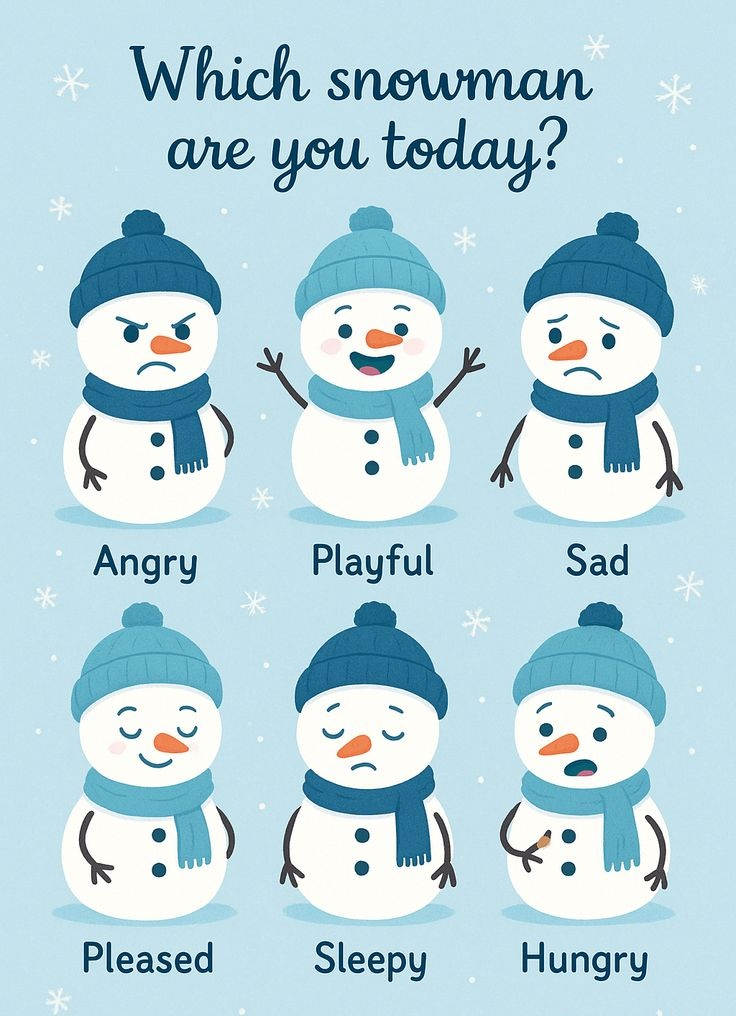 Which snowman
are you today?
Angry Playful Sad
Pleased Sleepy Hungry